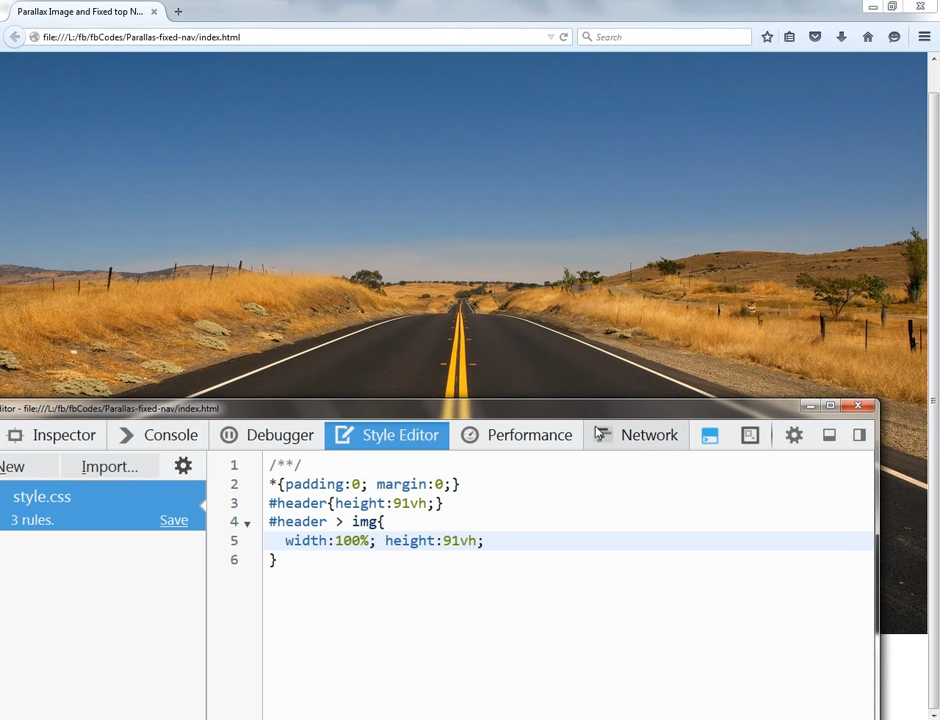 Parallax Image and Fixed top N...
file:///L:/fb/fbCodes/Parallas-fixed-nav/index.html
Search
itor - file:///L:/fb/fbCodes/Parallas-fixed-nav/index.html
Inspector Console Debugger Style Editor Performance Network
New Import...
style.css
3 rules. Save
1 /**/
2 *{padding:0; margin:0;}
3 #header{height:91vh;}
4 #header > img{
5 width:100%; height:91vh;
6 }